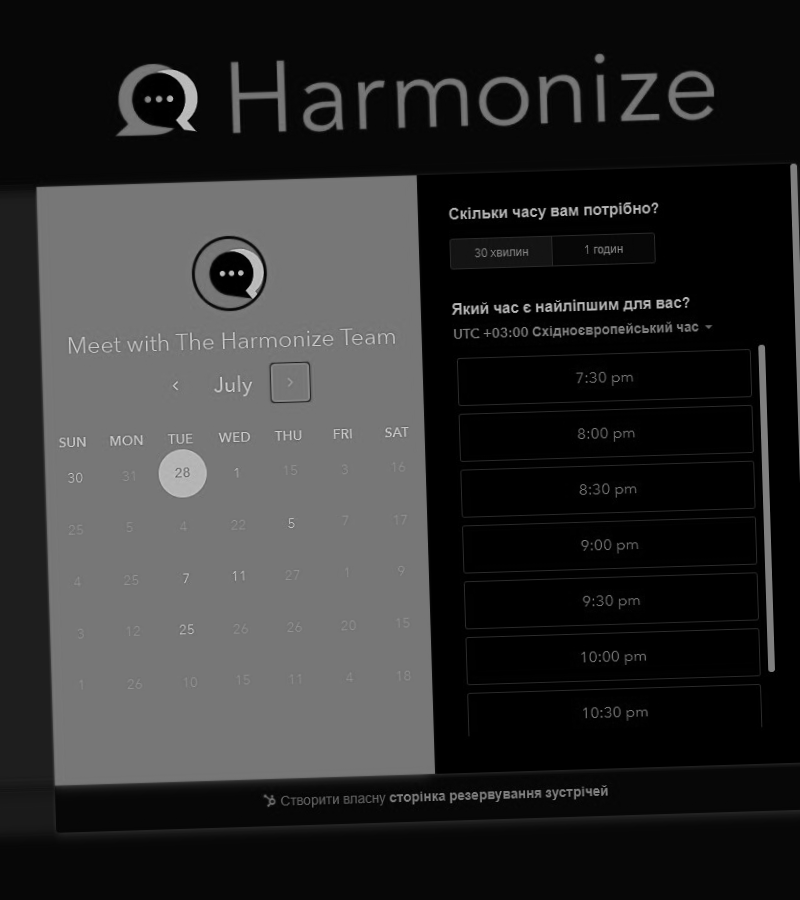 Harmonize
Meet with The Harmonize Team
July
SUN MON TUE WED THU FRI SAT
30 31 28 1 15 3 16
25 5 4 22 5 7 17
4 25 7 11 27 1 9
3 12 25 26 26 20 15
1 26 10 15 11 4 18
Скільки часу вам потрібно?
30 хвилин 1 годин
Який час є найліпшим для вас?
UTC +03:00 Східноєвропейський час
7:30 pm
8:00 pm
8:30 pm
9:00 pm
9:30 pm
10:00 pm
10:30 pm
Створити власну сторінка резервування зустрічей